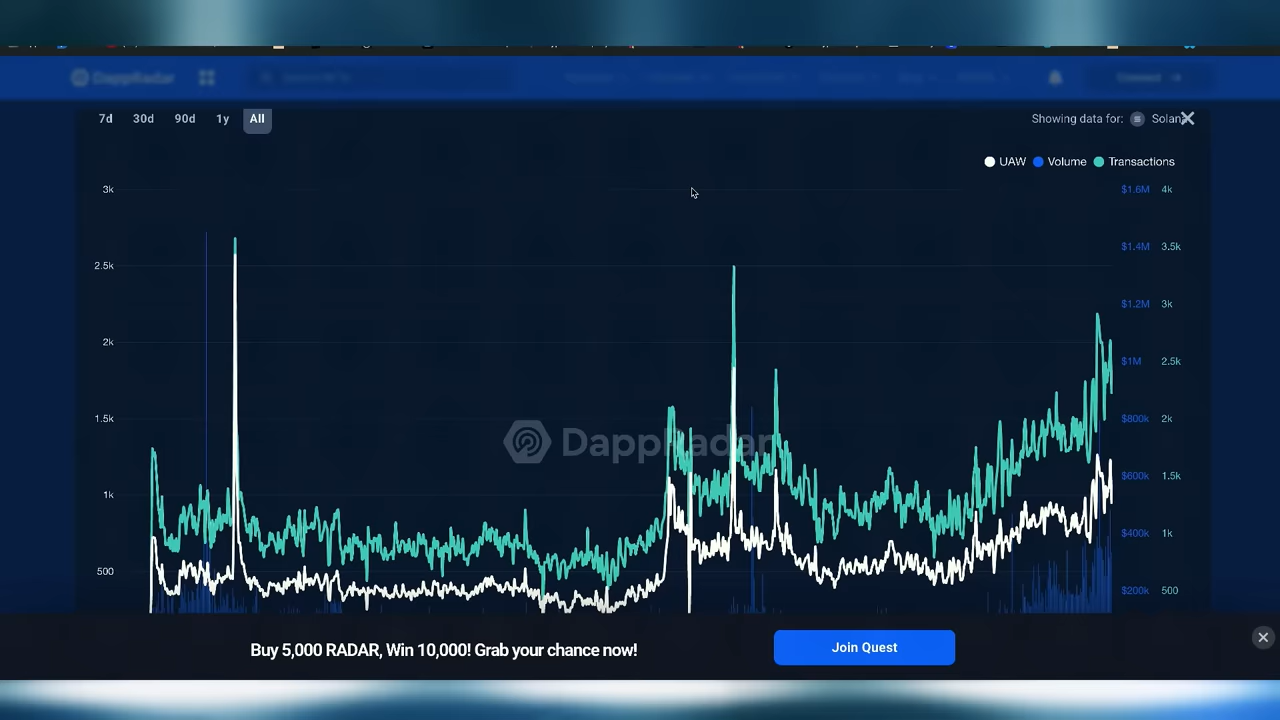 DappRadar
7d 30d 90d 1y All
Showing data for: Solana
UAW Volume Transactions
3k $1.6M 4k
$1.4M 3.5k
2.5k
$1.2M 3k
2k
$1M 2.5k
1.5k $800k 2k
DappRadar
$600k 1.5k
1k
$400k 1k
500
$200k 500
Buy 5,000 RADAR, Win 10,000! Grab your chance now!
Join Quest